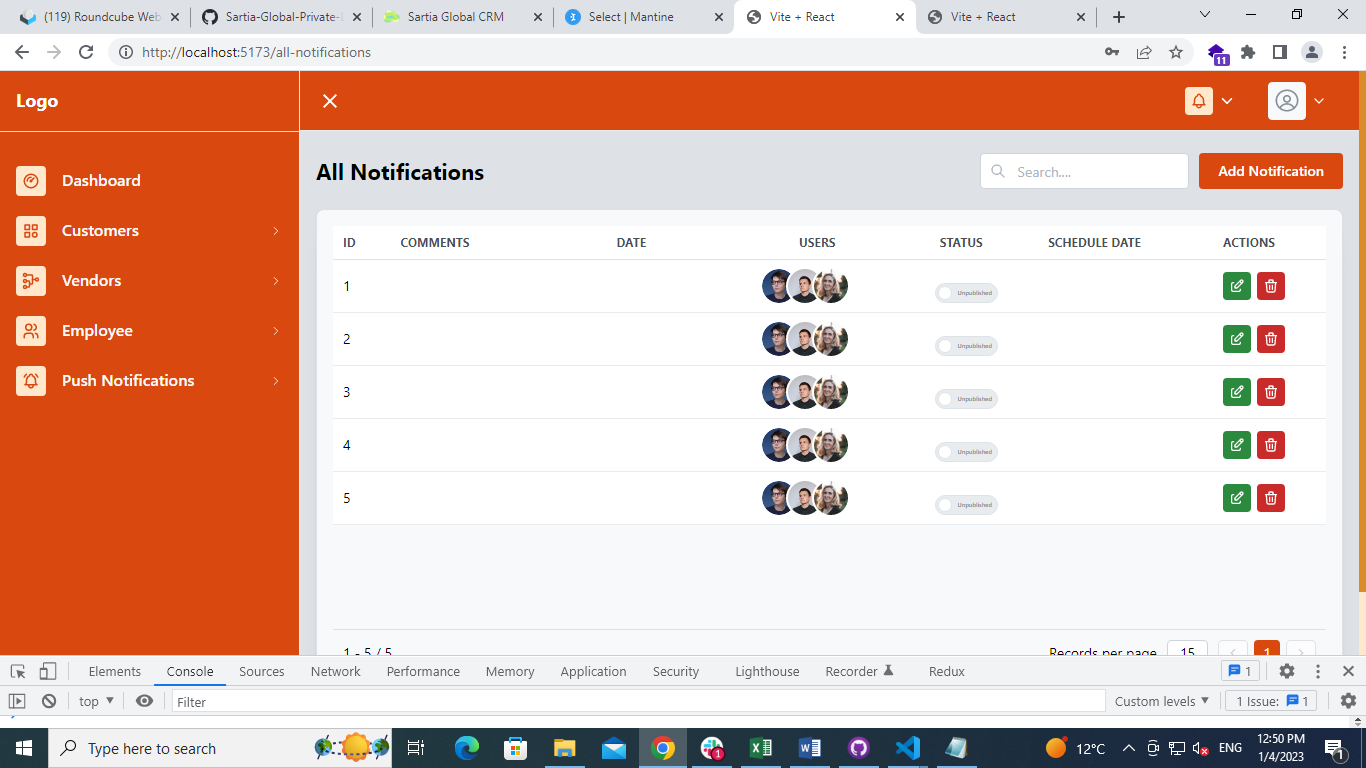 (119) Roundcube Web
Sartia-Global-Private-L
Sartia Global CRM
Select | Mantine
Vite + React
Vite + React
http://localhost:5173/all-notifications
11
Logo
All Notifications
Search....
Add Notification
Dashboard
Customers
Vendors
Employee
Push Notifications
ID COMMENTS DATE USERS STATUS SCHEDULE DATE ACTIONS
1 Unpublished
2 Unpublished
3 Unpublished
4 Unpublished
5 Unpublished
1 - 5 / 5
Records per page 15 1
Elements Console Sources Network Performance Memory Application Security Lighthouse Recorder Redux 1
top Filter Custom levels 1 Issue: 1
Type here to search
1
12°C
ENG
12:50 PM
1/4/2023
1